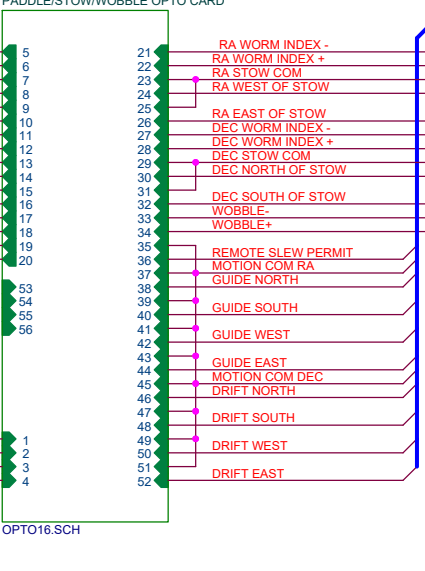 PADDLE/STOW/WOBBLE OPTO CARD
5 21 RA WORM INDEX -
6 22 RA WORM INDEX +
7 23 RA STOW COM
8 24 RA WEST OF STOW
9 25
10 26 RA EAST OF STOW
11 27 DEC WORM INDEX -
12 28 DEC WORM INDEX +
13 29 DEC STOW COM
14 30 DEC NORTH OF STOW
15 31
16 32 DEC SOUTH OF STOW
17 33 WOBBLE-
18 34 WOBBLE+
19 35
20 36 REMOTE SLEW PERMIT
37 MOTION COM RA
53 38 GUIDE NORTH
54 39
55 40 GUIDE SOUTH
56 41
42 GUIDE WEST
43
44 GUIDE EAST
45 MOTION COM DEC
46 DRIFT NORTH
47
48 DRIFT SOUTH
1 49
2 50 DRIFT WEST
3 51
4 52 DRIFT EAST
OPTO16.SCH